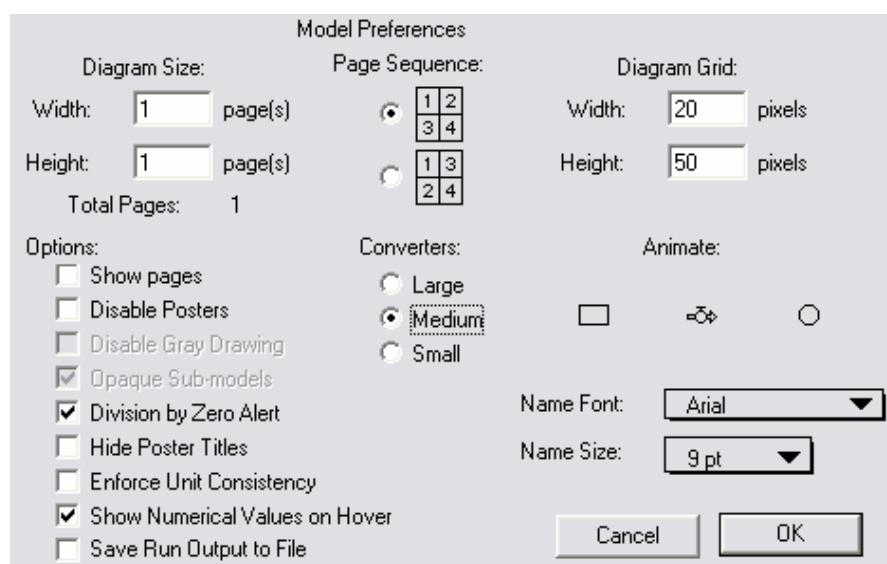 Model Preferences
Diagram Size:
Width: 1 page(s)
Height: 1 page(s)
Total Pages: 1
Page Sequence:
1 2
3 4
1 3
2 4
Diagram Grid:
Width: 20 pixels
Height: 50 pixels
Options:
Show pages
Disable Posters
Disable Gray Drawing
Opaque Sub-models
Division by Zero Alert
Hide Poster Titles
Enforce Unit Consistency
Show Numerical Values on Hover
Save Run Output to File
Converters:
Large
Medium
Small
Animate:
Name Font: Arial
Name Size: 9 pt
Cancel OK